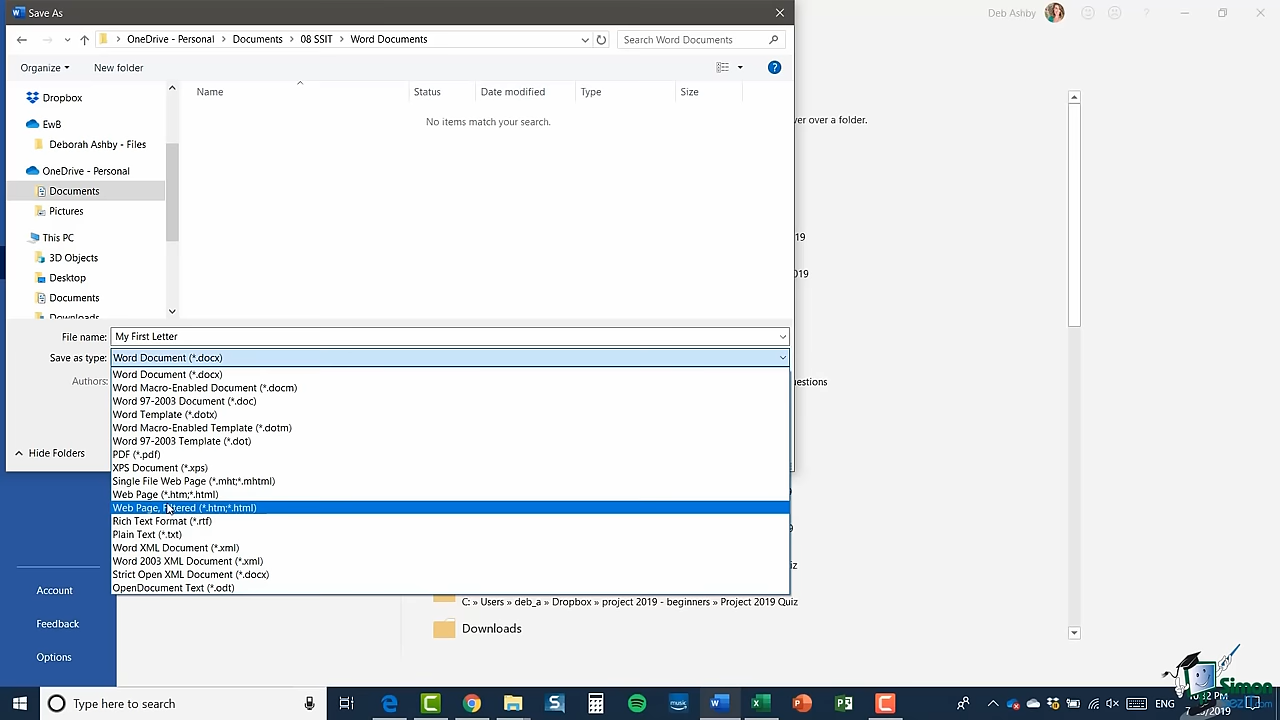 Save As
Deb Ashby
OneDrive - Personal
Documents
08 SSIT
Word Documents
Search Word Documents
Organize
New folder
Name
Status
Date modified
Type
Size
No items match your search.
Dropbox
EwB
Deborah Ashby - Files
OneDrive - Personal
Documents
Pictures
This PC
3D Objects
Desktop
Documents
Downloads
ver over a folder.
19
019
estions
File name: My First Letter
Save as type: Word Document (*.docx)
Authors:
Word Document (*.docx)
Word Macro-Enabled Document (*.docm)
Word 97-2003 Document (*.doc)
Word Template (*.dotx)
Word Macro-Enabled Template (*.dotm)
Word 97-2003 Template (*.dot)
PDF (*.pdf)
XPS Document (*.xps)
Single File Web Page (*.mht;*.mhtml)
Web Page (*.htm;*.html)
Web Page, Filtered (*.htm;*.html)
Rich Text Format (*.rtf)
Plain Text (*.txt)
Word XML Document (*.xml)
Word 2003 XML Document (*.xml)
Strict Open XML Document (*.docx)
OpenDocument Text (*.odt)
Hide Folders
C: » Users » deb_a » Dropbox » project 2019 - beginners » Project 2019 Quiz
Downloads
Account
Feedback
Options
Type here to search
music
ENG
Simon